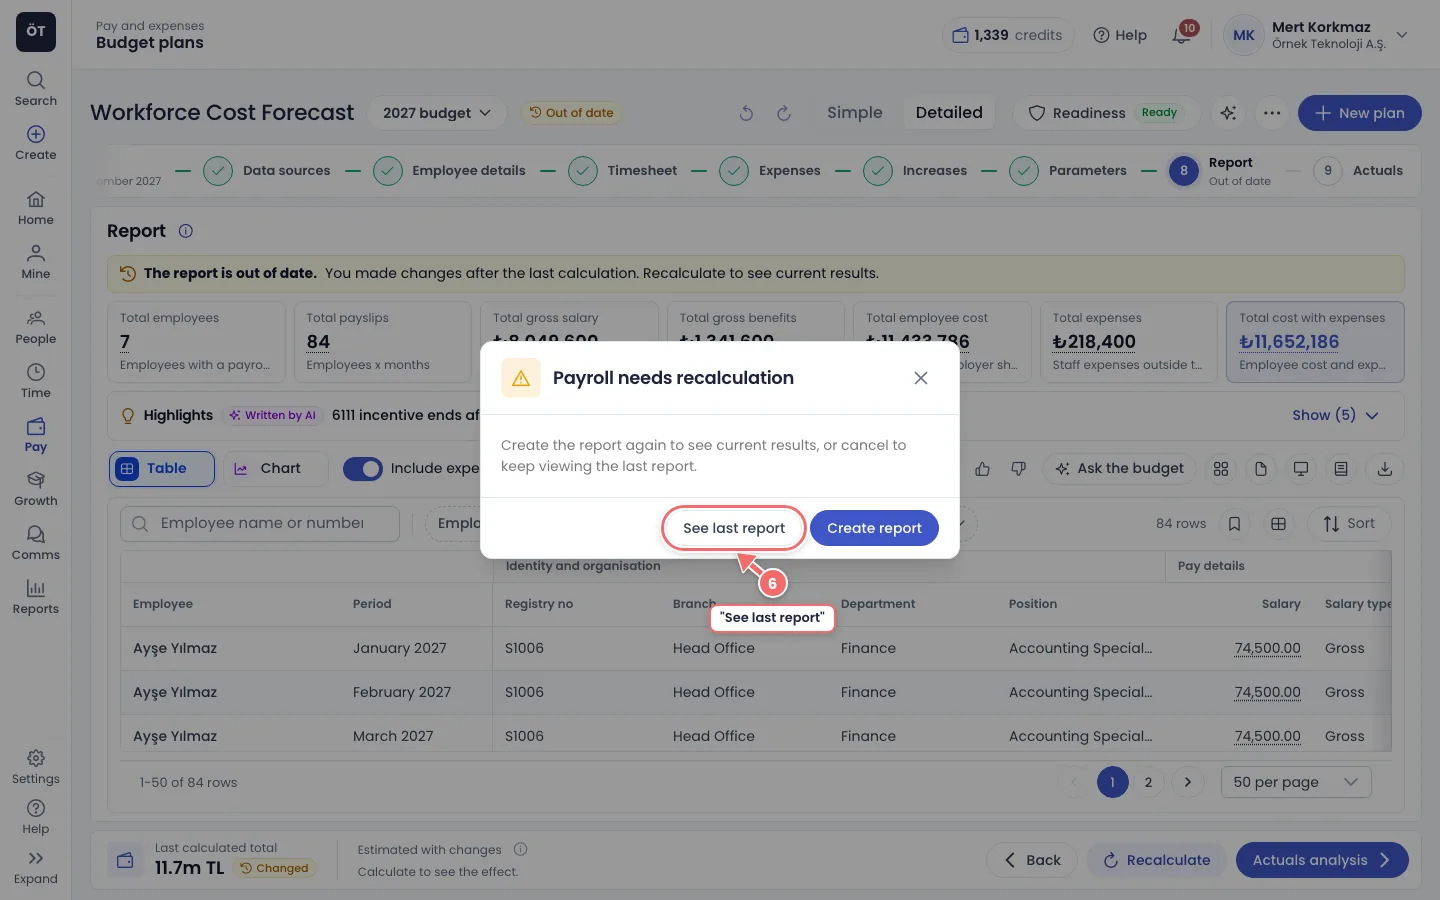 ÖT
Search
Create
Home
Mine
People
Time
Pay
Growth
Comms
Reports
Settings
Help
Expand
Pay and expenses
Budget plans
1,339 credits
Help
10
MK
Mert Korkmaz
Örnek Teknoloji A.Ş.
Workforce Cost Forecast
2027 budget
Out of date
Simple
Detailed
Readiness
Ready
New plan
2027
Data sources
Employee details
Timesheet
Expenses
Increases
Parameters
8
Report
Out of date
9
Actuals
Report
The report is out of date. You made changes after the last calculation. Recalculate to see current results.
Total employees
7
Employees with a payro...
Total payslips
84
Employees x months
Total gross salary
Total gross benefits
Total employee cost
Total expenses
₺218,400
Staff expenses outside t...
Total cost with expenses
₺11,652,186
Employee cost and exp...
Highlights
Written by AI
6111 incentive ends
Show (5)
Table
Chart
Include
Ask the budget
Payroll needs recalculation
Create the report again to see current results, or cancel to
keep viewing the last report.
See last report
Create report
6
"See last report"
Employee name or number
84 rows
Sort
Identity and organisation
Pay details
Employee
Period
Registry no
Branch
Department
Position
Salary
Salary type
Ayşe Yılmaz January 2027 S1006 Head Office Finance Accounting Special... 74,500.00 Gross
Ayşe Yılmaz February 2027 S1006 Head Office Finance Accounting Special... 74,500.00 Gross
Ayşe Yılmaz March 2027 S1006 Head Office Finance Accounting Special... 74,500.00 Gross
1-50 of 84 rows
1
2
50 per page
Last calculated total
11.7m TL
Changed
Estimated with changes
Calculate to see the effect.
Back
Recalculate
Actuals analysis